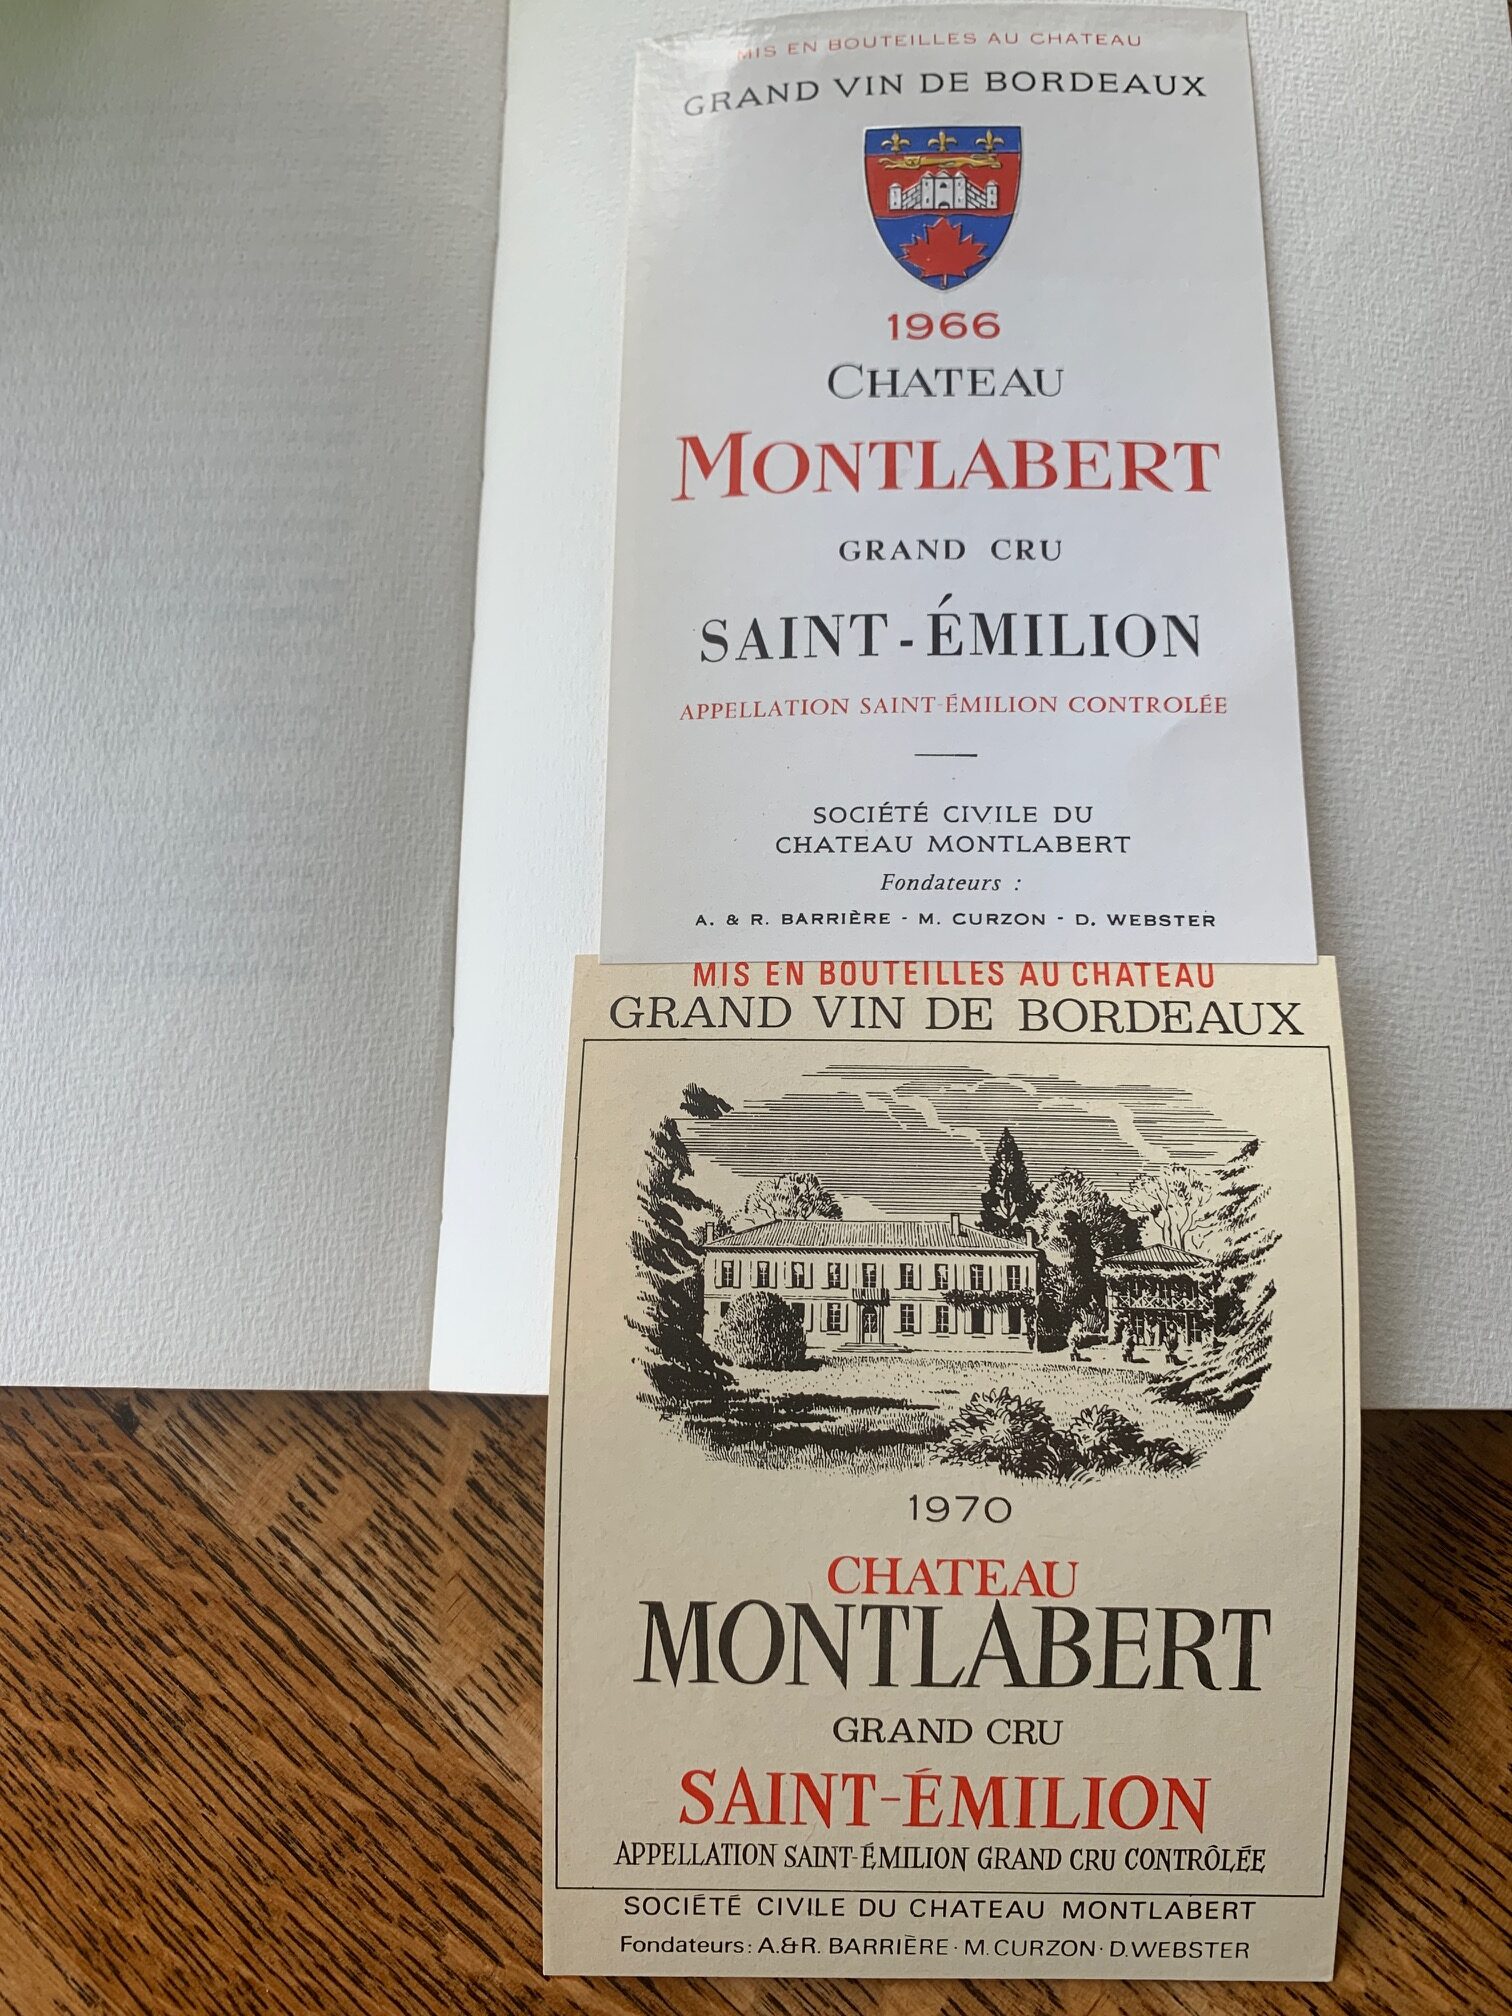 MIS EN BOUTEILLES AU CHATEAU
GRAND VIN DE BORDEAUX
1966
CHATEAU
MONTLABERT
GRAND CRU
SAINT-ÉMILION
APPELLATION SAINT-ÉMILION CONTROLÉE
SOCIÉTÉ CIVILE DU
CHATEAU MONTLABERT
Fondateurs :
A. & R. BARRIÈRE - M. CURZON - D. WEBSTER
MIS EN BOUTEILLES AU CHATEAU
GRAND VIN DE BORDEAUX
1970
CHATEAU
MONTLABERT
GRAND CRU
SAINT-ÉMILION
APPELLATION SAINT-ÉMILION GRAND CRU CONTRÔLÉE
SOCIÉTÉ CIVILE DU CHATEAU MONTLABERT
Fondateurs: A.&R. BARRIÈRE · M. CURZON · D. WEBSTER